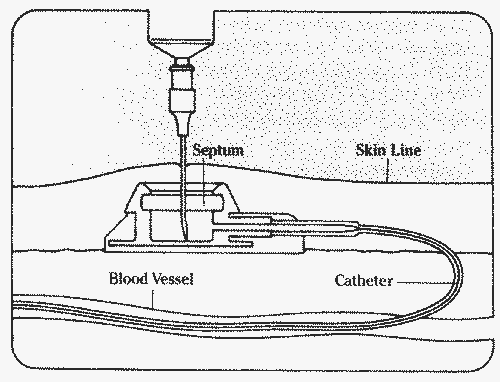 Septum
Skin Line
Blood Vessel
Catheter